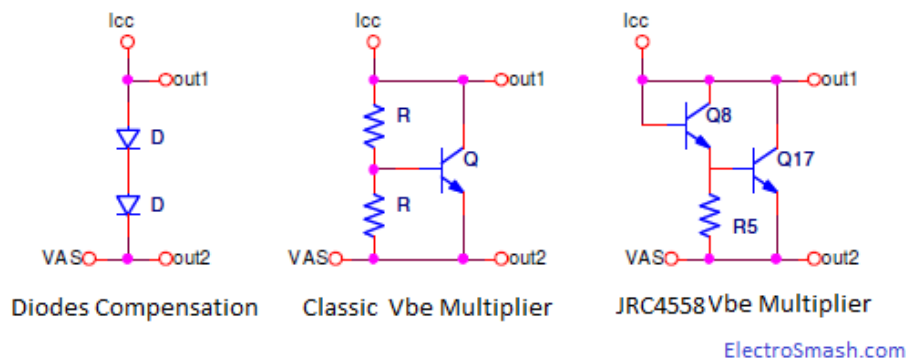 Icc
out1
D
D
VAS
out2
Diodes Compensation
Icc
out1
R
Q
R
VAS
out2
Classic Vbe Multiplier
Icc
out1
Q8
Q17
R5
VAS
out2
JRC4558 Vbe Multiplier
ElectroSmash.com